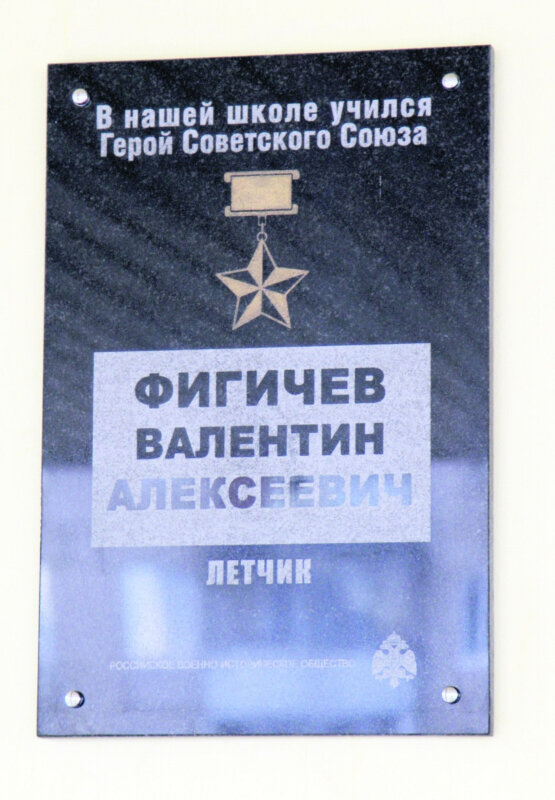 В нашей школе учился
Герой Советского Союза
ФИГИЧЕВ
ВАЛЕНТИН
АЛЕКСЕЕВИЧ
ЛЕТЧИК
РОССИЙСКОЕ ВОЕННО-ИСТОРИЧЕСКОЕ ОБЩЕСТВО